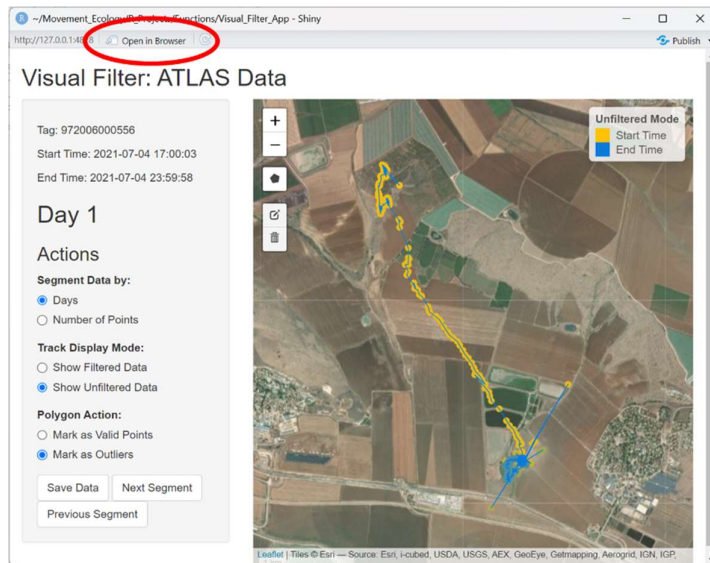 ~/Movement_Ecology/R_Projects/Functions/Visual_Filter_App - Shiny
Open in Browser
Publish
Visual Filter: ATLAS Data
Tag: 972006000556
Start Time: 2021-07-04 17:00:03
End Time: 2021-07-04 23:59:58
Day 1
Actions
Segment Data by:
Days
Number of Points
Track Display Mode:
Show Filtered Data
Show Unfiltered Data
Polygon Action:
Mark as Valid Points
Mark as Outliers
Save Data
Next Segment
Previous Segment
+
−
Unfiltered Mode
Start Time
End Time
Leaflet | Tiles © Esri — Source: Esri, i-cubed, USDA, USGS, AEX, GeoEye, Getmapping, Aerogrid, IGN, IGP,